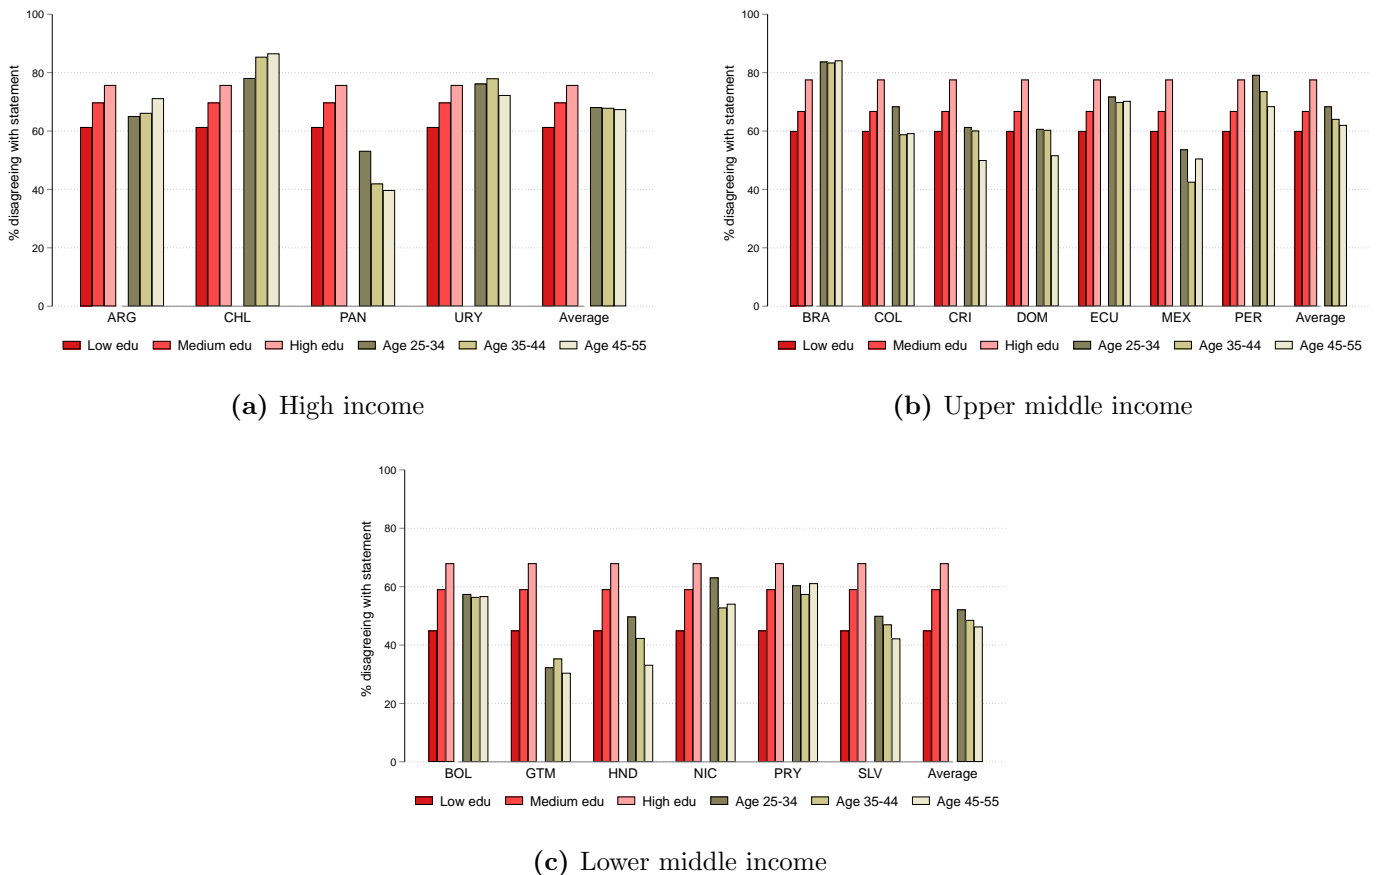 100
80
60
40
20
0
% disagreeing with statement
ARG CHL PAN URY Average
Low edu Medium edu High edu Age 25-34 Age 35-44 Age 45-55
(a) High income
100
80
60
40
20
0
% disagreeing with statement
BRA COL CRI DOM ECU MEX PER Average
Low edu Medium edu High edu Age 25-34 Age 35-44 Age 45-55
(b) Upper middle income
100
80
60
40
20
0
% disagreeing with statement
BOL GTM HND NIC PRY SLV Average
Low edu Medium edu High edu Age 25-34 Age 35-44 Age 45-55
(c) Lower middle income